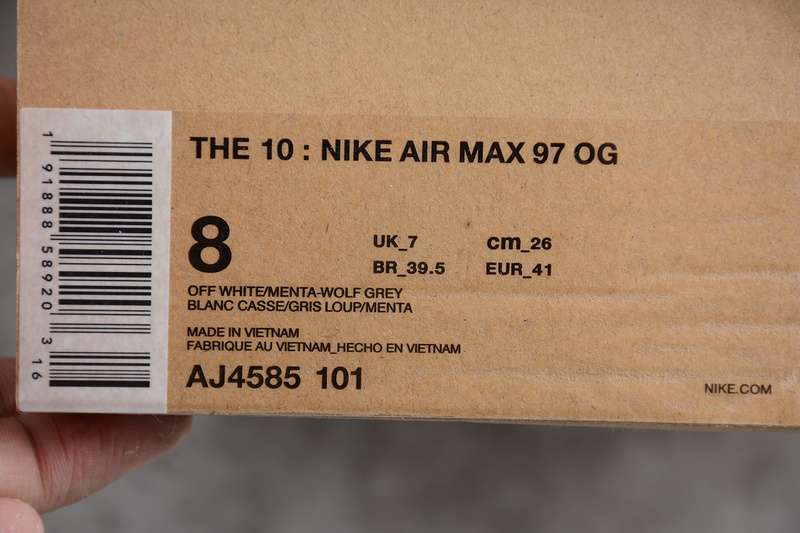 THE 10 : NIKE AIR MAX 97 OG
8
UK_7 cm_26
BR_39.5 EUR_41
OFF WHITE/MENTA-WOLF GREY
BLANC CASSE/GRIS LOUP/MENTA
MADE IN VIETNAM
FABRIQUE AU VIETNAM_HECHO EN VIETNAM
AJ4585 101
NIKE.COM
1 91888 58920 3 16